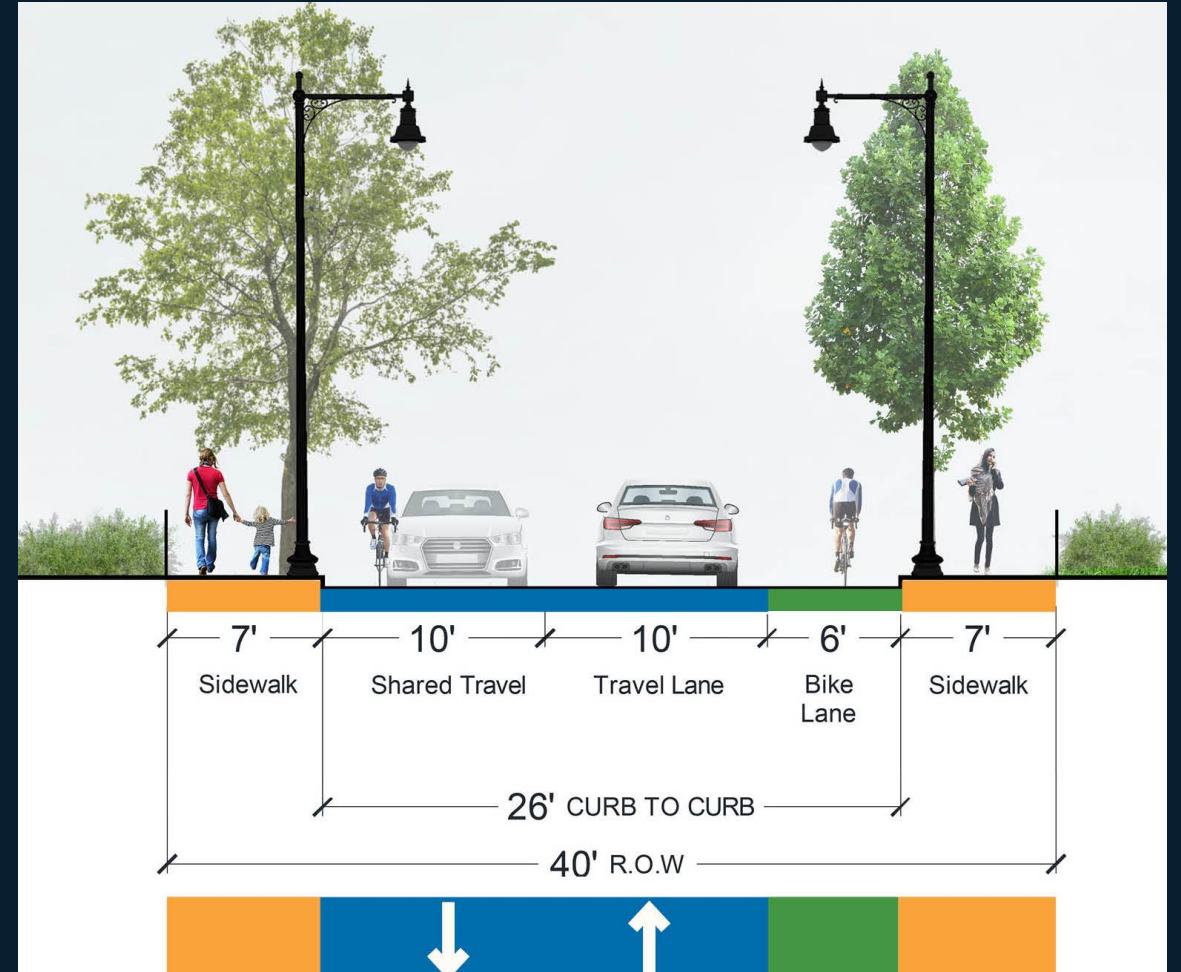 7' 10' 10' 6' 7'
Sidewalk Shared Travel Travel Lane Bike Sidewalk
Lane
26' CURB TO CURB
40' R.O.W